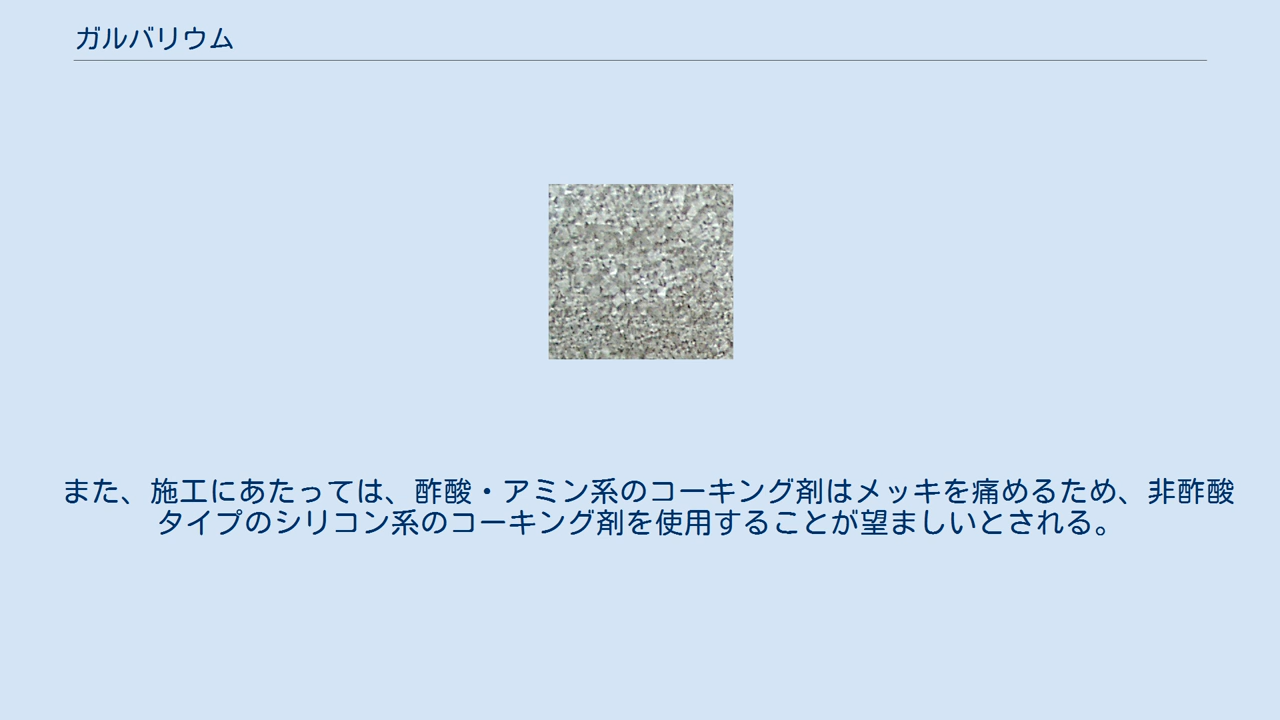 ガルバリウム
また、施工にあたっては、酢酸・アミン系のコーキング剤はメッキを痛めるため、非酢酸
タイプのシリコン系のコーキング剤を使用することが望ましいとされる。